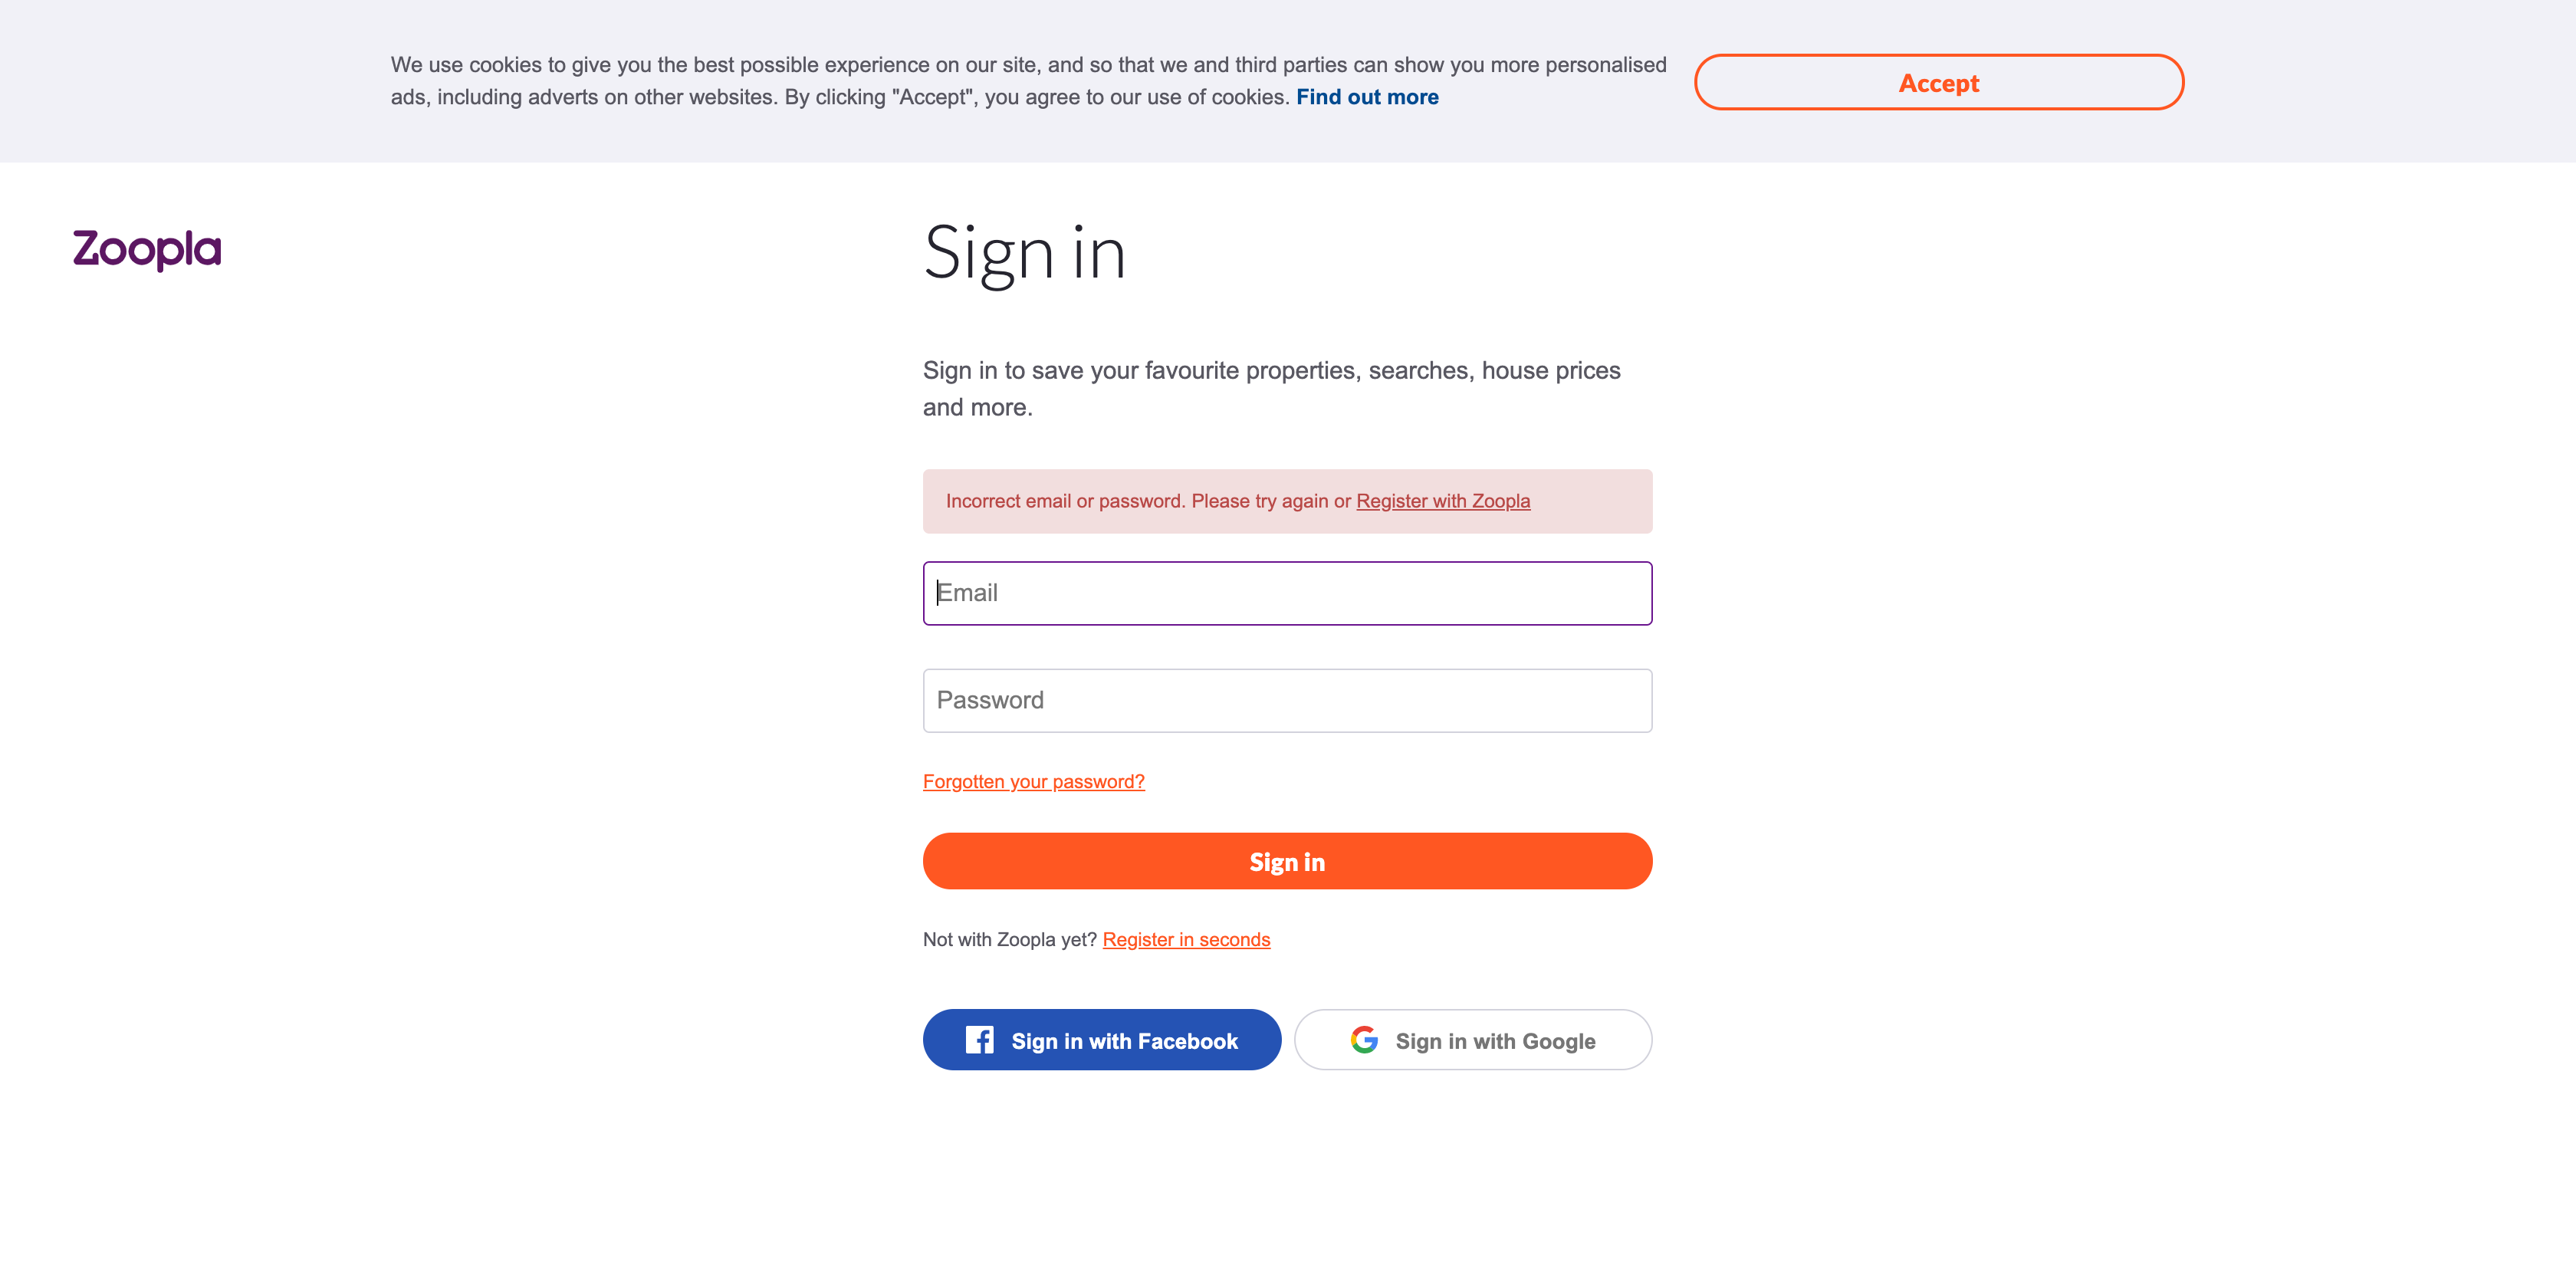 We use cookies to give you the best possible experience on our site, and so that we and third parties can show you more personalised
ads, including adverts on other websites. By clicking "Accept", you agree to our use of cookies. Find out more
Accept
Zoopla
Sign in
Sign in to save your favourite properties, searches, house prices
and more.
Incorrect email or password. Please try again or Register with Zoopla
Email
Password
Forgotten your password?
Sign in
Not with Zoopla yet? Register in seconds
Sign in with Facebook
Sign in with Google